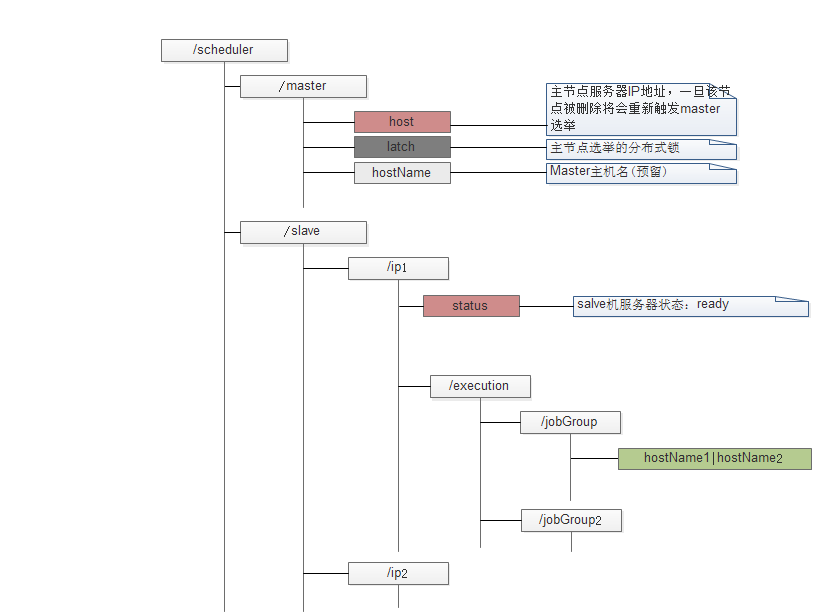 /scheduler
/master
host
主节点服务器IP地址，一旦该节
点被删除将会重新触发master
选举
latch
主节点选举的分布式锁
hostName
Master主机名(预留)
/slave
/ip1
status
salve机服务器状态：ready
/execution
/jobGroup
hostName1|hostName2
/jobGroup2
/ip2